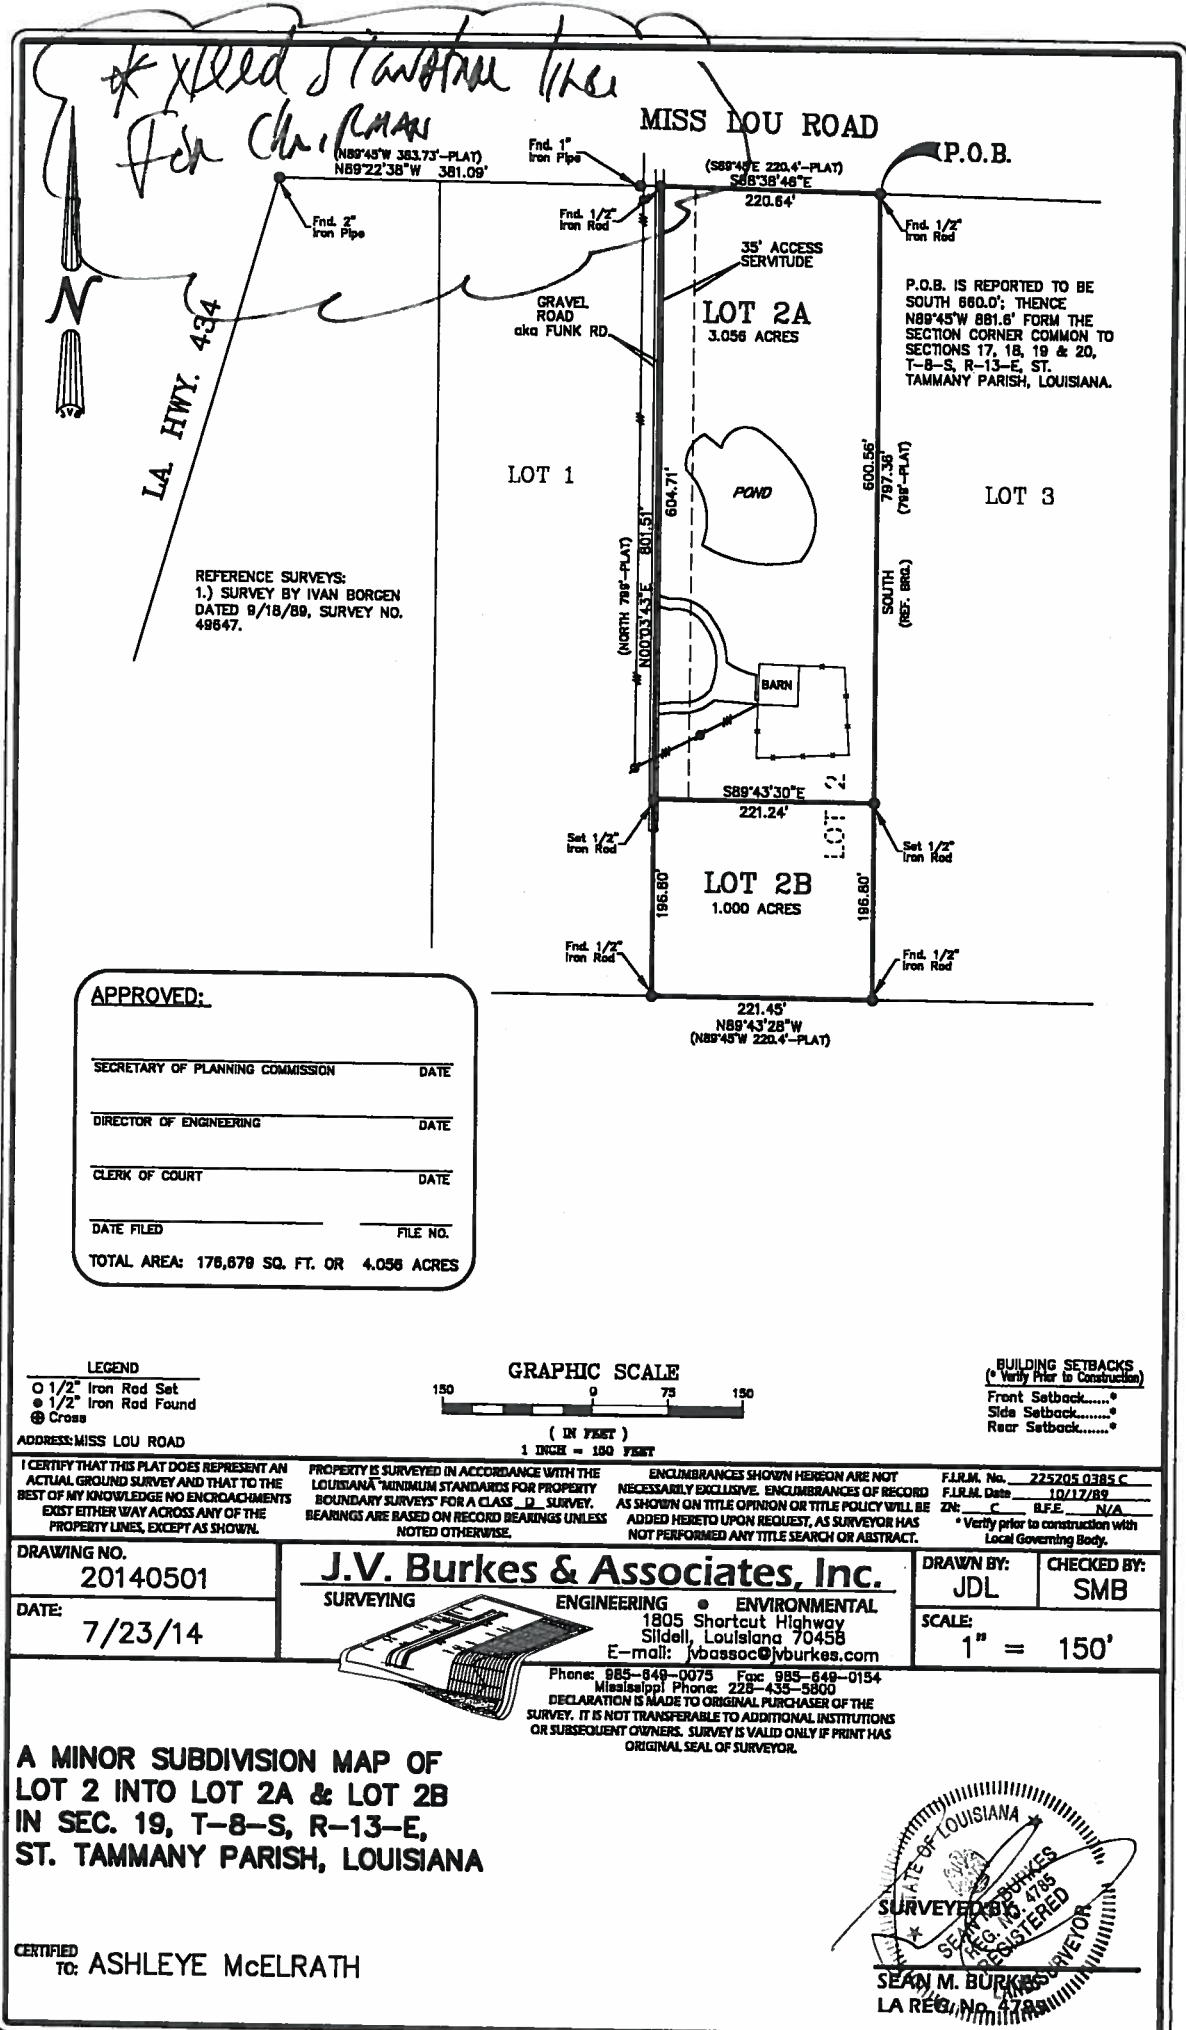 * Need signature line
For Chairman
MISS LOU ROAD
P.O.B.
(N89°45'W 383.73'-PLAT)
N89°22'38"W 381.09'
Fnd. 1"
Iron Pipe
(S89°45'E 220.4'-PLAT)
S88°38'46"E
220.64'
Fnd. 2"
Iron Pipe
Fnd. 1/2"
Iron Rod
Fnd. 1/2"
Iron Rod
N
35' ACCESS
SERVITUDE
GRAVEL
ROAD
aka FUNK RD.
LOT 2A
3.056 ACRES
P.O.B. IS REPORTED TO BE
SOUTH 660.0'; THENCE
N89°45'W 881.6' FORM THE
SECTION CORNER COMMON TO
SECTIONS 17, 18, 19 & 20,
T-8-S, R-13-E, ST.
TAMMANY PARISH, LOUISIANA.
LA. HWY. 434
LOT 1
POND
LOT 3
604.71'
801.51'
N00°03'43"E
(NORTH 799'-PLAT)
600.56'
797.36'
(799'-PLAT)
SOUTH
(REF. BRG.)
REFERENCE SURVEYS:
1.) SURVEY BY IVAN BORGEN
DATED 9/18/89, SURVEY NO.
49647.
BARN
S89°43'30"E
221.24'
LOT 2
Set 1/2"
Iron Rod
Set 1/2"
Iron Rod
LOT 2B
1.000 ACRES
196.80'
196.80'
Fnd. 1/2"
Iron Rod
Fnd. 1/2"
Iron Rod
221.45'
N89°43'28"W
(N89°45'W 220.4'-PLAT)
APPROVED:
SECRETARY OF PLANNING COMMISSION DATE
DIRECTOR OF ENGINEERING DATE
CLERK OF COURT DATE
DATE FILED FILE NO.
TOTAL AREA: 176,679 SQ. FT. OR 4.056 ACRES
LEGEND
1/2" Iron Rod Set
1/2" Iron Rod Found
Cross
ADDRESS: MISS LOU ROAD
GRAPHIC SCALE
150 0 75 150
( IN FEET )
1 INCH = 150 FEET
BUILDING SETBACKS
(* Verify Prior to Construction)
Front Setback......*
Side Setback........*
Rear Setback.......*
I CERTIFY THAT THIS PLAT DOES REPRESENT AN
ACTUAL GROUND SURVEY AND THAT TO THE
BEST OF MY KNOWLEDGE NO ENCROACHMENTS
EXIST EITHER WAY ACROSS ANY OF THE
PROPERTY LINES, EXCEPT AS SHOWN.
PROPERTY IS SURVEYED IN ACCORDANCE WITH THE
LOUISIANA "MINIMUM STANDARDS FOR PROPERTY
BOUNDARY SURVEYS" FOR A CLASS D SURVEY.
BEARINGS ARE BASED ON RECORD BEARINGS UNLESS
NOTED OTHERWISE.
ENCUMBRANCES SHOWN HEREON ARE NOT
NECESSARILY EXCLUSIVE. ENCUMBRANCES OF RECORD
AS SHOWN ON TITLE OPINION OR TITLE POLICY WILL BE
ADDED HERETO UPON REQUEST, AS SURVEYOR HAS
NOT PERFORMED ANY TITLE SEARCH OR ABSTRACT.
F.I.R.M. No. 225205 0385 C
F.I.R.M. Date 10/17/89
ZN: C B.F.E. N/A
* Verify prior to construction with
Local Governing Body.
DRAWING NO.
20140501
DATE:
7/23/14
J.V. Burkes & Associates, Inc.
SURVEYING
ENGINEERING ● ENVIRONMENTAL
1805 Shortcut Highway
Slidell, Louisiana 70458
E-mail: jvbassoc@jvburkes.com
Phone: 985-649-0075 Fax: 985-649-0154
Mississippi Phone: 228-435-5800
DECLARATION IS MADE TO ORIGINAL PURCHASER OF THE
SURVEY. IT IS NOT TRANSFERABLE TO ADDITIONAL INSTITUTIONS
OR SUBSEQUENT OWNERS. SURVEY IS VALID ONLY IF PRINT HAS
ORIGINAL SEAL OF SURVEYOR.
DRAWN BY:
JDL
CHECKED BY:
SMB
SCALE:
1" = 150'
A MINOR SUBDIVISION MAP OF
LOT 2 INTO LOT 2A & LOT 2B
IN SEC. 19, T-8-S, R-13-E,
ST. TAMMANY PARISH, LOUISIANA
CERTIFIED
TO: ASHLEYE McELRATH
STATE OF LOUISIANA
SEAN M. BURKES
REG. NO. 4785
REGISTERED
LAND SURVEYOR
SURVEYED BY:
SEAN M. BURKES
LA REG. No. 4785